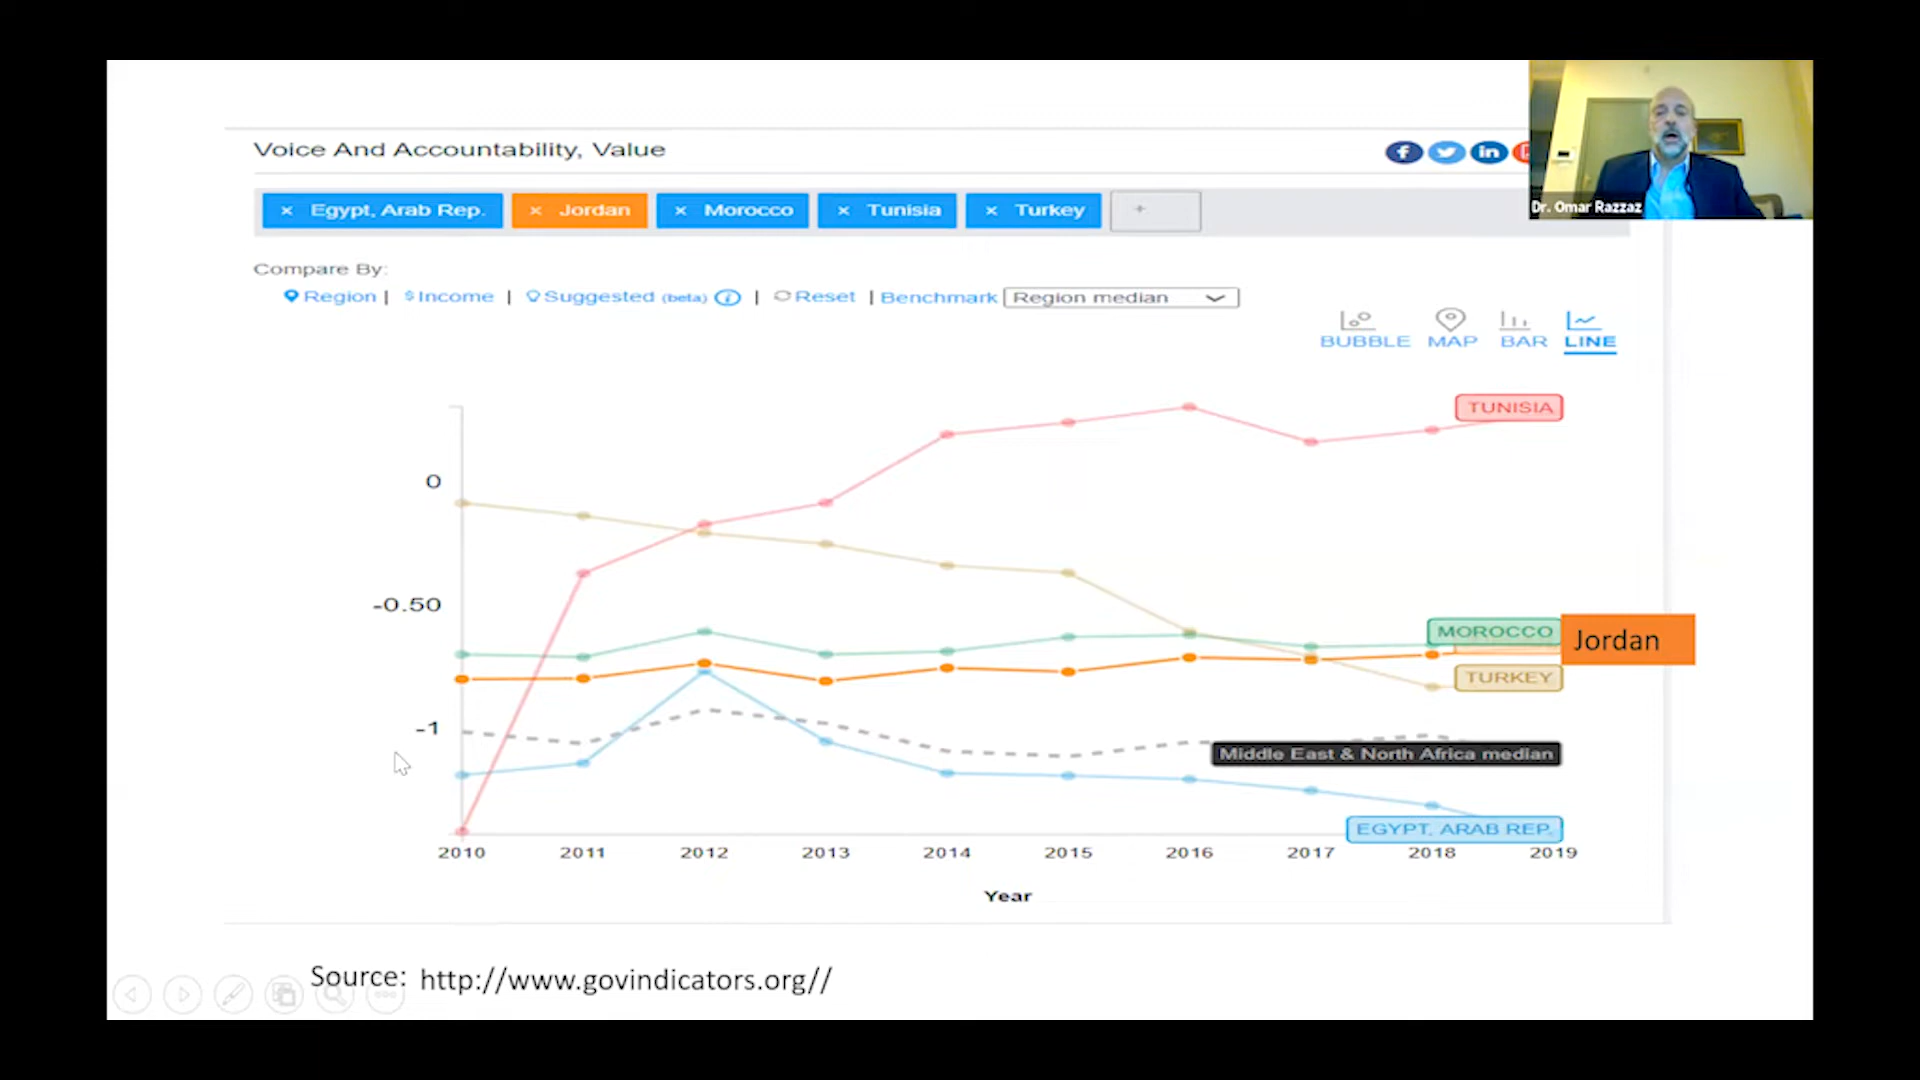 Voice And Accountability, Value
× Egypt, Arab Rep. × Jordan × Morocco × Tunisia × Turkey +
Dr. Omar Razzaz
Compare By:
Region | $Income | Suggested (beta) i | Reset | Benchmark Region median
BUBBLE MAP BAR LINE
TUNISIA
0
-0.50
MOROCCO
Jordan
TURKEY
-1
Middle East & North Africa median
EGYPT, ARAB REP.
2010 2011 2012 2013 2014 2015 2016 2017 2018 2019
Year
Source: http://www.govindicators.org//